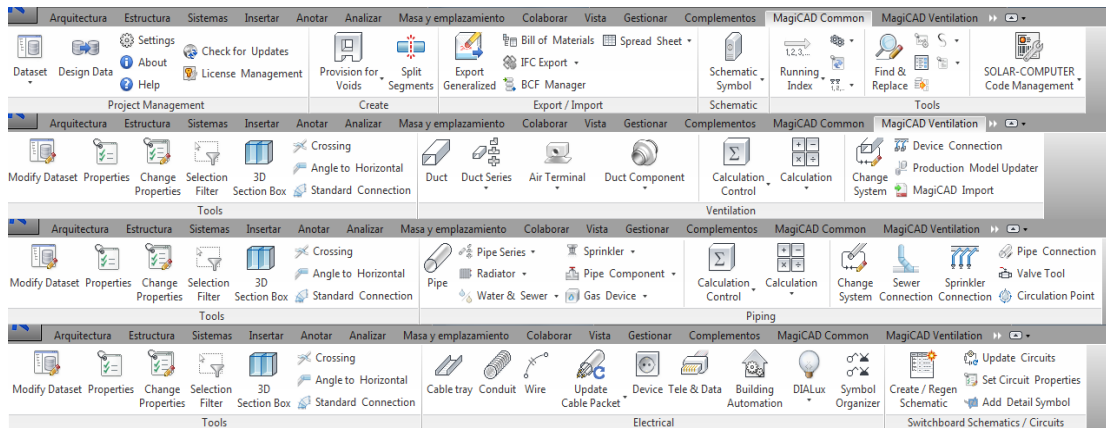 Arquitectura Estructura Sistemas Insertar Anotar Analizar Masa y emplazamiento Colaborar Vista Gestionar Complementos MagiCAD Common MagiCAD Ventilation
Settings Bill of Materials Spread Sheet
Check for Updates 1,2,3,...
About IFC Export
License Management
Dataset Design Data Provision for Voids Split Segments Export Generalized Schematic Symbol Running Index Find & Replace SOLAR-COMPUTER Code Management
Help BCF Manager
Project Management Create Export / Import Schematic Tools
Arquitectura Estructura Sistemas Insertar Anotar Analizar Masa y emplazamiento Colaborar Vista Gestionar Complementos MagiCAD Common MagiCAD Ventilation
Crossing Device Connection
Angle to Horizontal Production Model Updater
Modify Dataset Properties Change Properties Selection Filter 3D Section Box Duct Duct Series Air Terminal Duct Component Calculation Control Calculation Change System
Standard Connection MagiCAD Import
Tools Ventilation
Arquitectura Estructura Sistemas Insertar Anotar Analizar Masa y emplazamiento Colaborar Vista Gestionar Complementos MagiCAD Common MagiCAD Ventilation
Crossing Pipe Series Sprinkler Pipe Connection
Angle to Horizontal Radiator Pipe Component Valve Tool
Modify Dataset Properties Change Properties Selection Filter 3D Section Box Pipe Calculation Control Calculation Change System Sewer Connection Sprinkler Connection
Standard Connection Water & Sewer Gas Device Circulation Point
Tools Piping
Arquitectura Estructura Sistemas Insertar Anotar Analizar Masa y emplazamiento Colaborar Vista Gestionar Complementos MagiCAD Common MagiCAD Ventilation
Crossing Update Circuits
Angle to Horizontal Set Circuit Properties
Modify Dataset Properties Change Properties Selection Filter 3D Section Box Cable tray Conduit Wire Update Cable Packet Device Tele & Data Building Automation DIALux Symbol Organizer Create / Regen Schematic
Standard Connection Add Detail Symbol
Tools Electrical Switchboard Schematics / Circuits